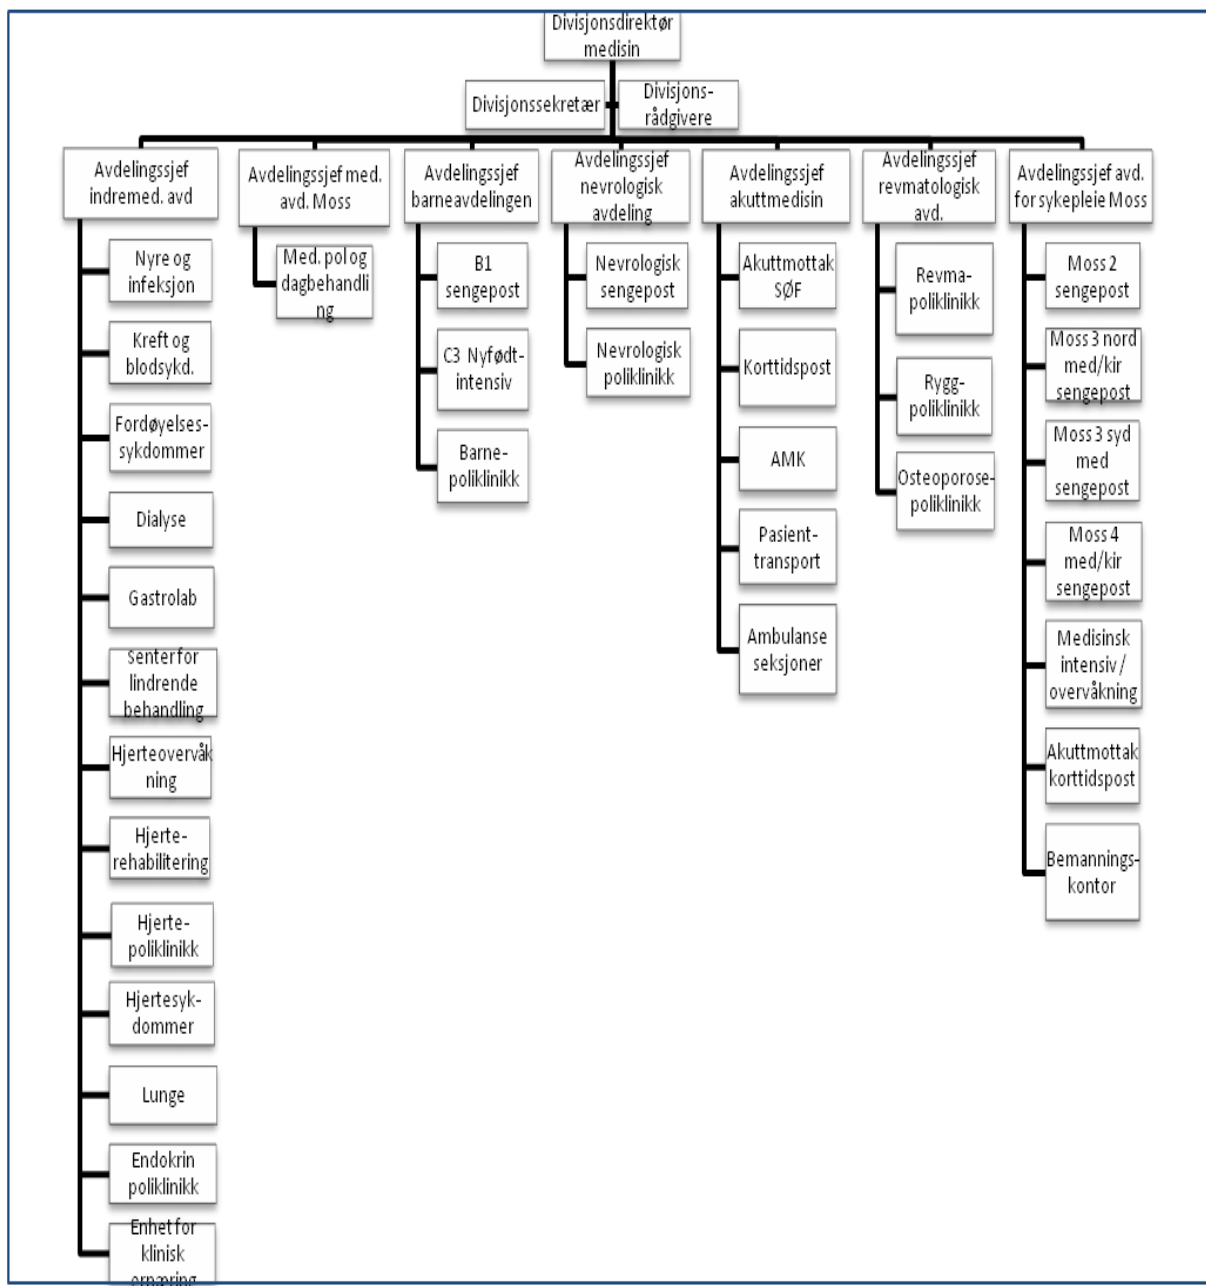 Divisjonsdirektør
medisin
Divisjonssekretær
Divisjons-
rådgivere
Avdelingssjef
indremed. avd
Nyre og
infeksjon
Kreft og
blodsykd.
Fordøyelses-
sykdommer
Dialyse
Gastrolab
Senter for
lindrende
behandling
Hjerteovervåk
ning
Hjerte-
rehabilitering
Hjerte-
poliklinikk
Hjertesyk-
dommer
Lunge
Endokrin
poliklinikk
Enhet for
klinisk
ernæring
Avdelingssjef med.
avd. Moss
Med. pol og
dagbehandli
ng
Avdelingssjef
barneavdelingen
B1
sengepost
C3 Nyfødt-
intensiv
Barne-
poliklinikk
Avdelingssjef
nevrologisk
avdeling
Nevrologisk
sengepost
Nevrologisk
poliklinikk
Avdelingssjef
akuttmedisin
Akuttmottak
SØF
Korttidspost
AMK
Pasient-
transport
Ambulanse
seksjoner
Avdelingssjef
revmatologisk
avd.
Revma-
poliklinikk
Rygg-
poliklinikk
Osteoporose-
poliklinikk
Avdelingssjef avd.
for sykepleie Moss
Moss 2
sengepost
Moss 3 nord
med/kir
sengepost
Moss 3 syd
med
sengepost
Moss 4
med/kir
sengepost
Medisinsk
intensiv /
overvåkning
Akuttmottak
korttidspost
Bemannings-
kontor